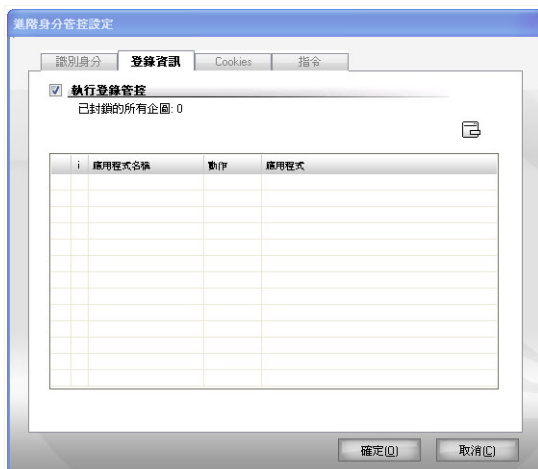 進階身分管控設定
識別身分 登錄資訊 Cookies 指令
執行登錄管控
已封鎖的所有企圖: 0
i 應用程式名稱 動作 應用程式
確定(O) 取消(C)